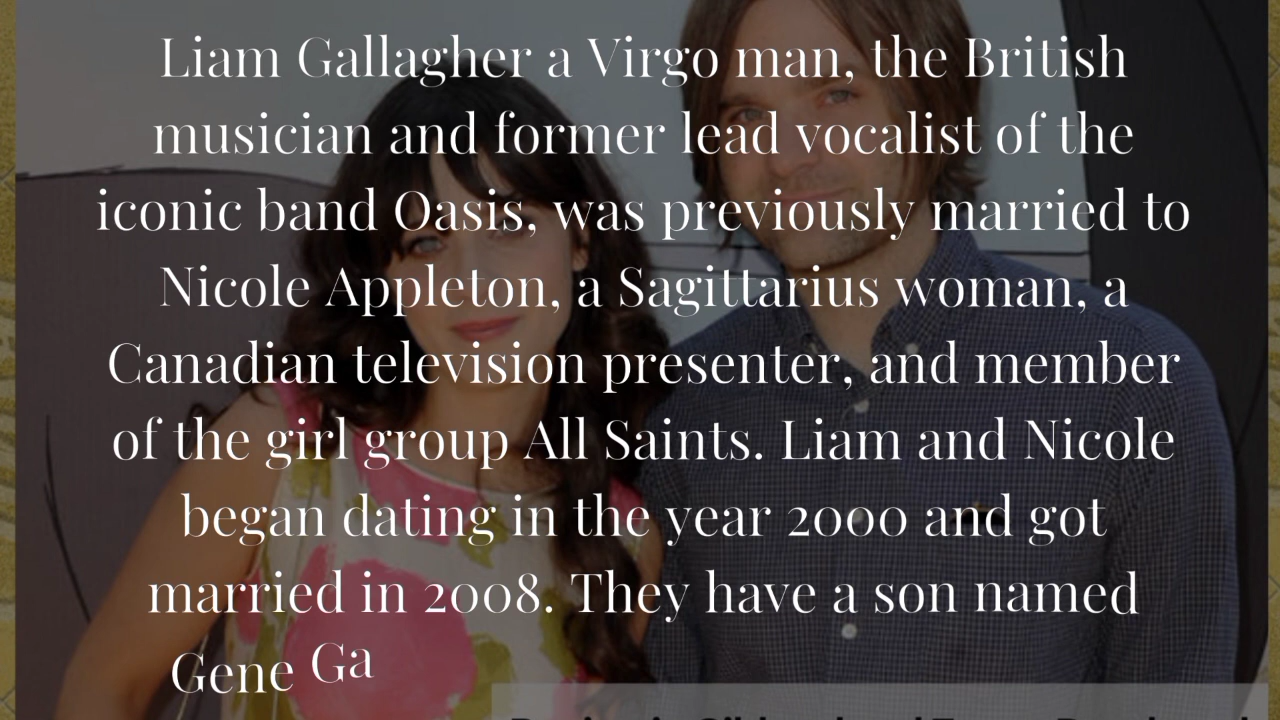 Liam Gallagher a Virgo man, the British
musician and former lead vocalist of the
iconic band Oasis, was previously married to
Nicole Appleton, a Sagittarius woman, a
Canadian television presenter, and member
of the girl group All Saints. Liam and Nicole
began dating in the year 2000 and got
married in 2008. They have a son named
Gene Ga